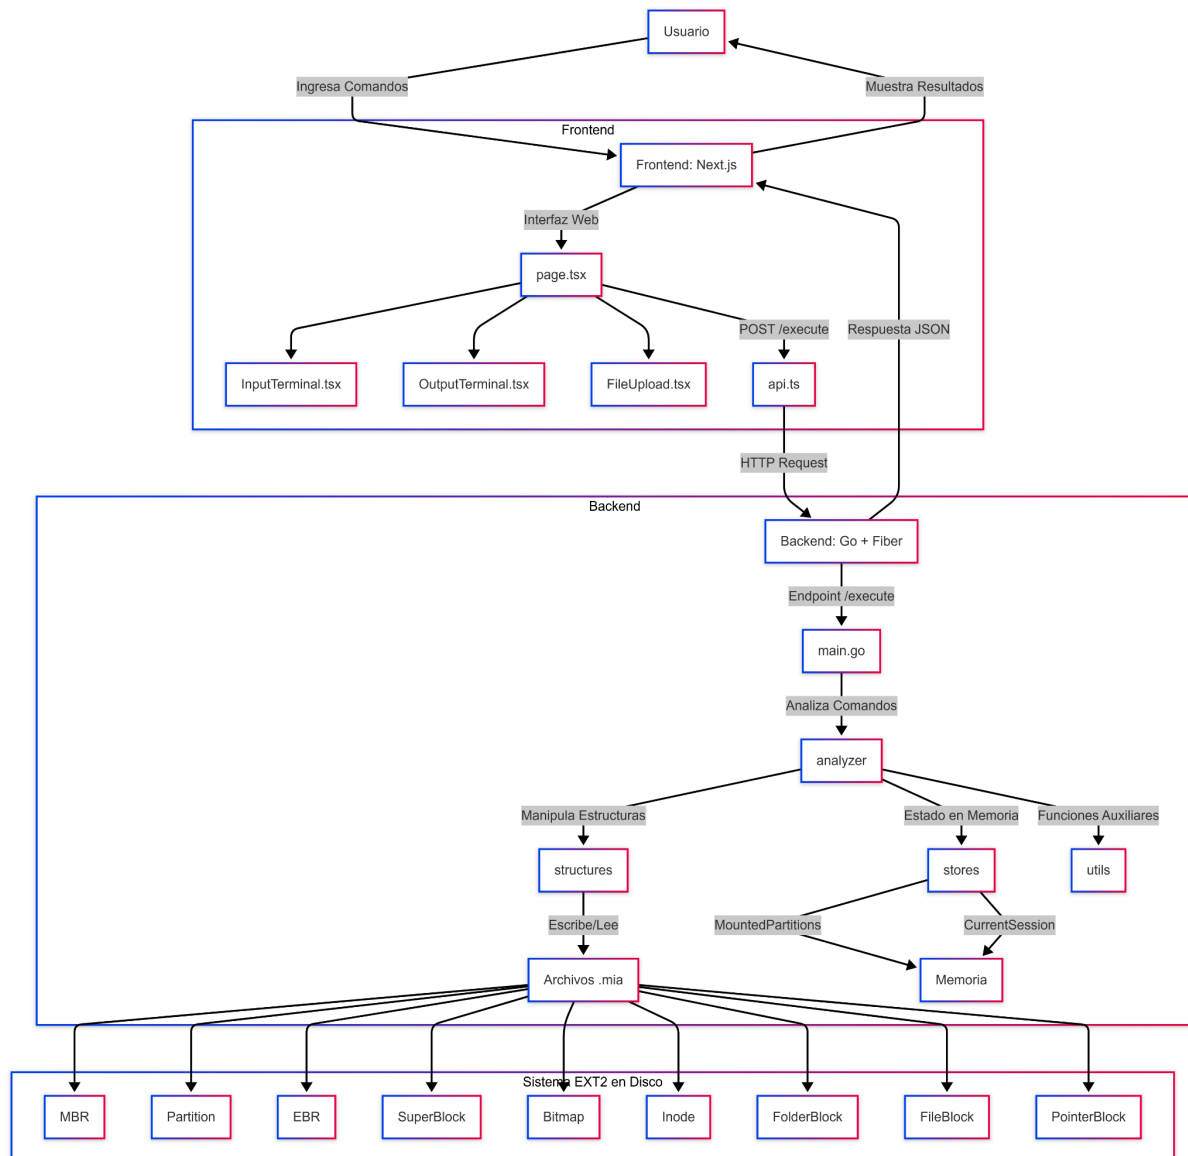 Usuario
Ingresa Comandos
Muestra Resultados
Frontend
Frontend: Next.js
Interfaz Web
page.tsx
POST /execute
Respuesta JSON
InputTerminal.tsx
OutputTerminal.tsx
FileUpload.tsx
api.ts
HTTP Request
Backend
Backend: Go + Fiber
Endpoint /execute
main.go
Analiza Comandos
analyzer
Manipula Estructuras
Estado en Memoria
Funciones Auxiliares
structures
stores
utils
Escribe/Lee
MountedPartitions
CurrentSession
Archivos .mia
Memoria
Sistema EXT2 en Disco
MBR
Partition
EBR
SuperBlock
Bitmap
Inode
FolderBlock
FileBlock
PointerBlock